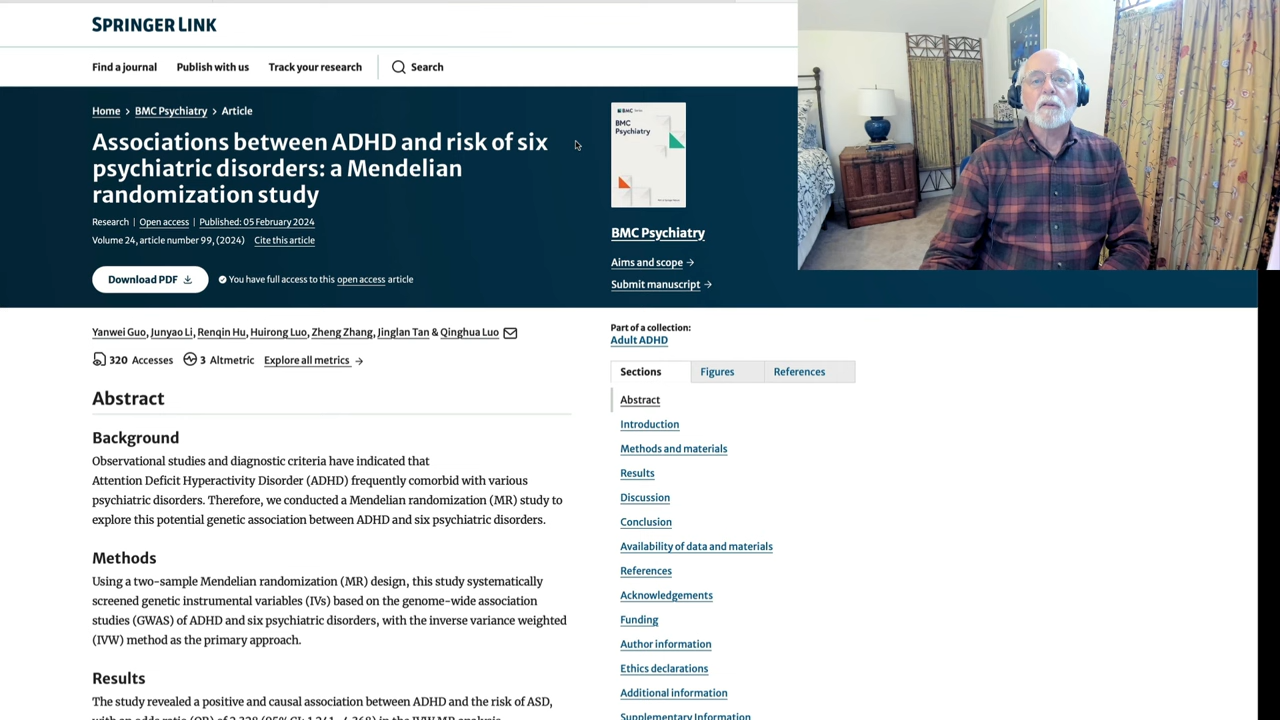 SPRINGER LINK
Find a journal Publish with us Track your research Search
Home > BMC Psychiatry > Article
Associations between ADHD and risk of six
psychiatric disorders: a Mendelian
randomization study
Research | Open access | Published: 05 February 2024
Volume 24, article number 99, (2024) Cite this article
Download PDF
You have full access to this open access article
BMC
BMC
Psychiatry
BMC Psychiatry
Aims and scope →
Submit manuscript →
Yanwei Guo, Junyao Li, Renqin Hu, Huirong Luo, Zheng Zhang, Jinglan Tan & Qinghua Luo
320 Accesses 3 Altmetric Explore all metrics →
Abstract
Background
Observational studies and diagnostic criteria have indicated that
Attention Deficit Hyperactivity Disorder (ADHD) frequently comorbid with various
psychiatric disorders. Therefore, we conducted a Mendelian randomization (MR) study to
explore this potential genetic association between ADHD and six psychiatric disorders.
Methods
Using a two-sample Mendelian randomization (MR) design, this study systematically
screened genetic instrumental variables (IVs) based on the genome-wide association
studies (GWAS) of ADHD and six psychiatric disorders, with the inverse variance weighted
(IVW) method as the primary approach.
Results
The study revealed a positive and causal association between ADHD and the risk of ASD,
Part of a collection:
Adult ADHD
Sections Figures References
Abstract
Introduction
Methods and materials
Results
Discussion
Conclusion
Availability of data and materials
References
Acknowledgements
Funding
Author information
Ethics declarations
Additional information
Supplementary Information